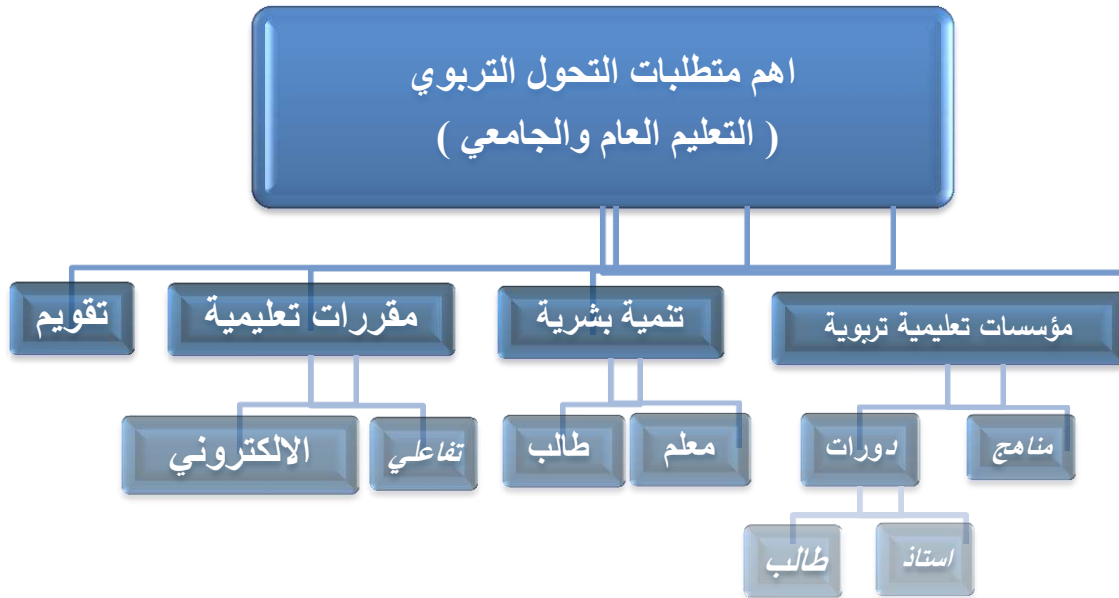 اهم متطلبات التحول التربوي
( التعليم العام والجامعي )
مؤسسات تعليمية تربوية
تنمية بشرية
مقررات تعليمية
تقويم
مناهج
دورات
معلم
طالب
تفاعلي
الالكتروني
استاذ
طالب